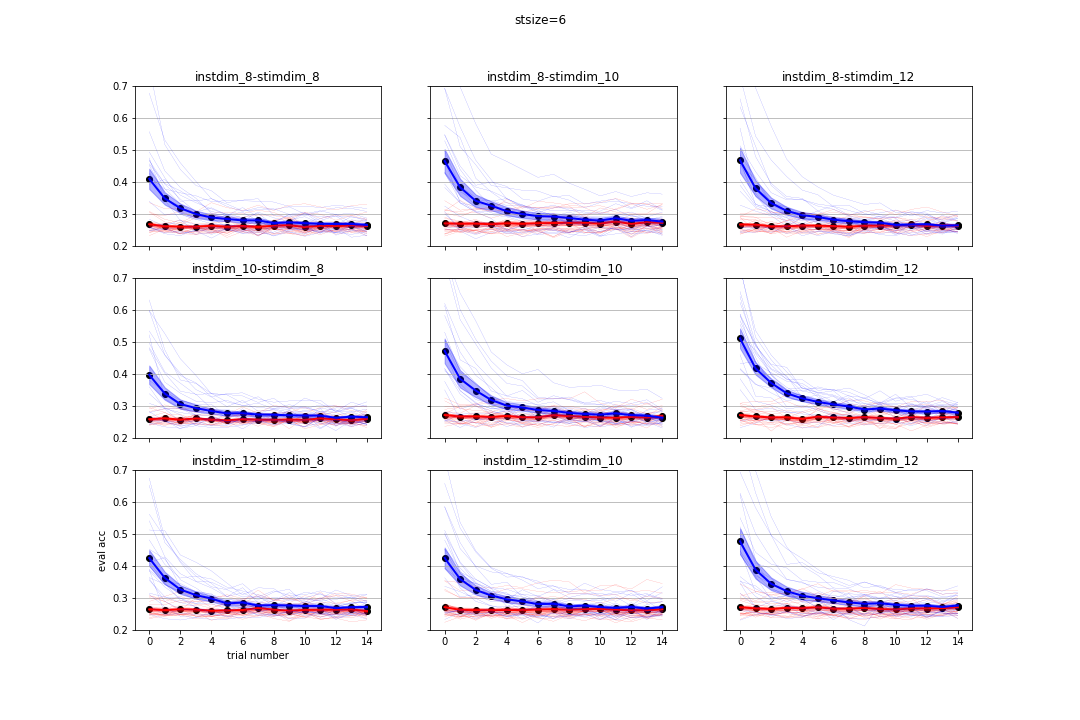 stsize=6
instdim_8-stimdim_8
instdim_8-stimdim_10
instdim_8-stimdim_12
0.7
0.6
0.5
0.4
0.3
0.2
instdim_10-stimdim_8
instdim_10-stimdim_10
instdim_10-stimdim_12
0.7
0.6
0.5
0.4
0.3
0.2
instdim_12-stimdim_8
instdim_12-stimdim_10
instdim_12-stimdim_12
0.7
0.6
0.5
0.4
0.3
0.2
eval acc
0 2 4 6 8 10 12 14
0 2 4 6 8 10 12 14
0 2 4 6 8 10 12 14
trial number